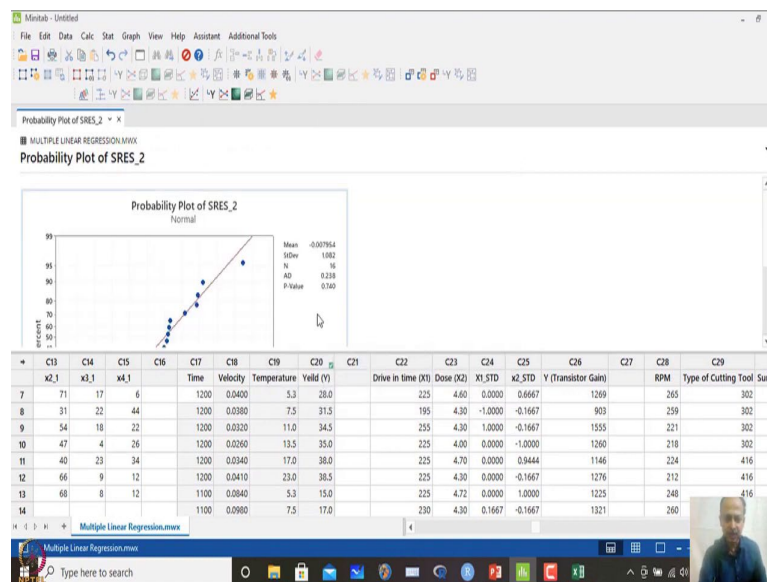 Minitab - Untitled
File Edit Data Calc Stat Graph View Help Assistant Additional Tools
Probability Plot of SRES_2
MULTIPLE LINEAR REGRESSION.MWX
Probability Plot of SRES_2
Probability Plot of SRES_2
Normal
99
95
90
80
70
60
50
ercent
Mean -0.007954
StDev 1.082
N 16
AD 0.238
P-Value 0.740
C13 C14 C15 C16 C17 C18 C19 C20 C21 C22 C23 C24 C25 C26 C27 C28 C29
x2_1 x3_1 x4_1 Time Velocity Temperature Yeild (Y) Drive in time (X1) Dose (X2) X1_STD x2_STD Y (Transistor Gain) RPM Type of Cutting Tool Su
7 71 17 6 1200 0.0400 5.3 28.0 225 4.60 0.0000 0.6667 1269 265 302
8 31 22 44 1200 0.0380 7.5 31.5 195 4.30 -1.0000 -0.1667 903 259 302
9 54 18 22 1200 0.0320 11.0 34.5 255 4.30 1.0000 -0.1667 1555 221 302
10 47 4 26 1200 0.0260 13.5 35.0 225 4.00 0.0000 -1.0000 1260 218 302
11 40 23 34 1200 0.0340 17.0 38.0 225 4.70 0.0000 0.9444 1146 224 416
12 66 9 12 1200 0.0410 23.0 38.5 225 4.30 0.0000 -0.1667 1276 212 416
13 68 8 12 1100 0.0840 5.3 15.0 225 4.72 0.0000 1.0000 1225 248 416
14 1100 0.0980 7.5 17.0 230 4.30 0.1667 -0.1667 1321 260
Multiple Linear Regression.mwx
Multiple Linear Regression.mwx
Type here to search
NPTEL